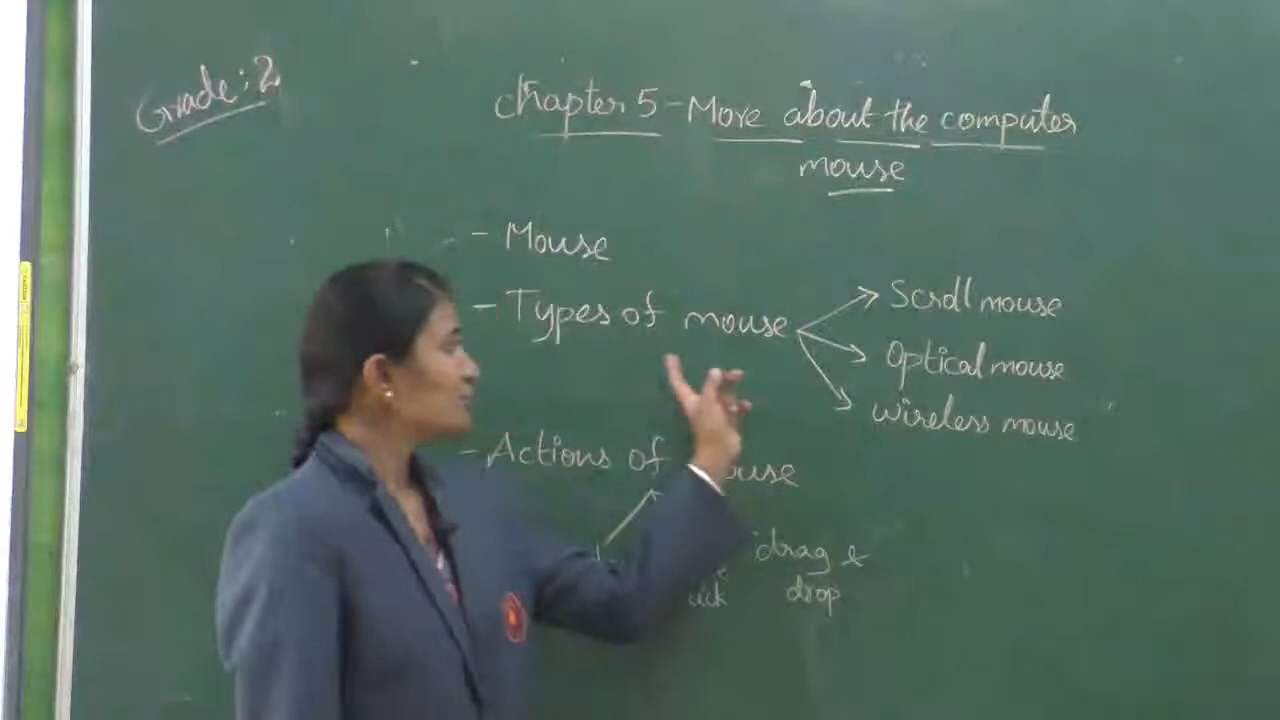 Grade: 2
Chapter 5 - More about the computer
mouse
- Mouse
- Types of mouse
Scroll mouse
Optical mouse
Wireless mouse
- Actions of
drag &
drop